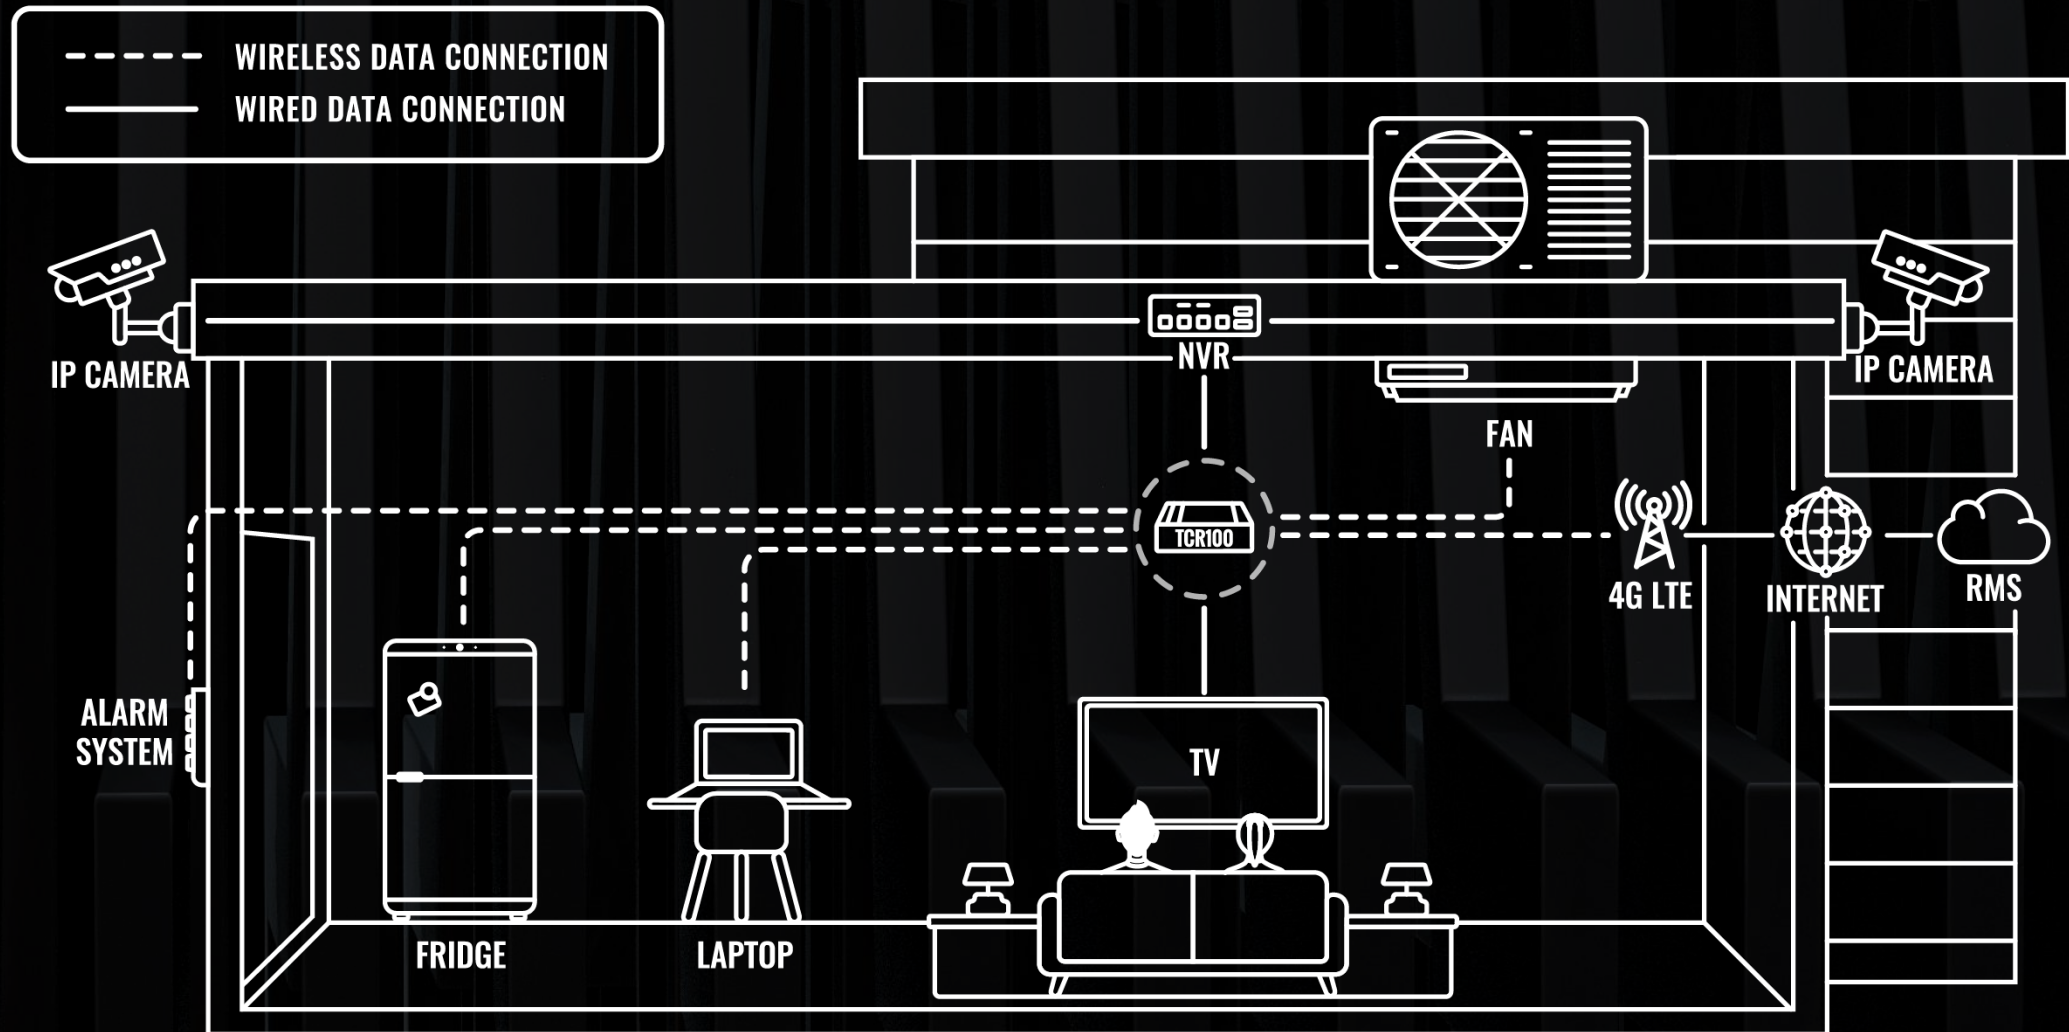 WIRELESS DATA CONNECTION
WIRED DATA CONNECTION
IP CAMERA
NVR
IP CAMERA
FAN
TCR100
4G LTE
INTERNET
RMS
ALARM
SYSTEM
TV
FRIDGE
LAPTOP